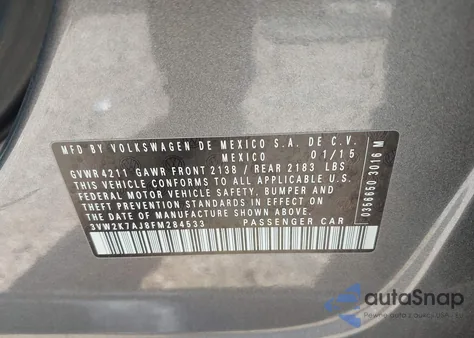 MFD BY VOLKSWAGEN DE MEXICO S.A. DE C.V.
MEXICO 01/15
GVWR 4211 GAWR FRONT 2138 / REAR 2183 LBS
THIS VEHICLE CONFORMS TO ALL APPLICABLE U.S.
FEDERAL MOTOR VEHICLE SAFETY, BUMPER AND
THEFT PREVENTION STANDARDS IN EFFECT ON THE
DATE OF MANUFACTURE SHOWN ABOVE
3VW2K7AJ8FM284533 PASSENGER CAR
0356650 3016 M
autoSnap